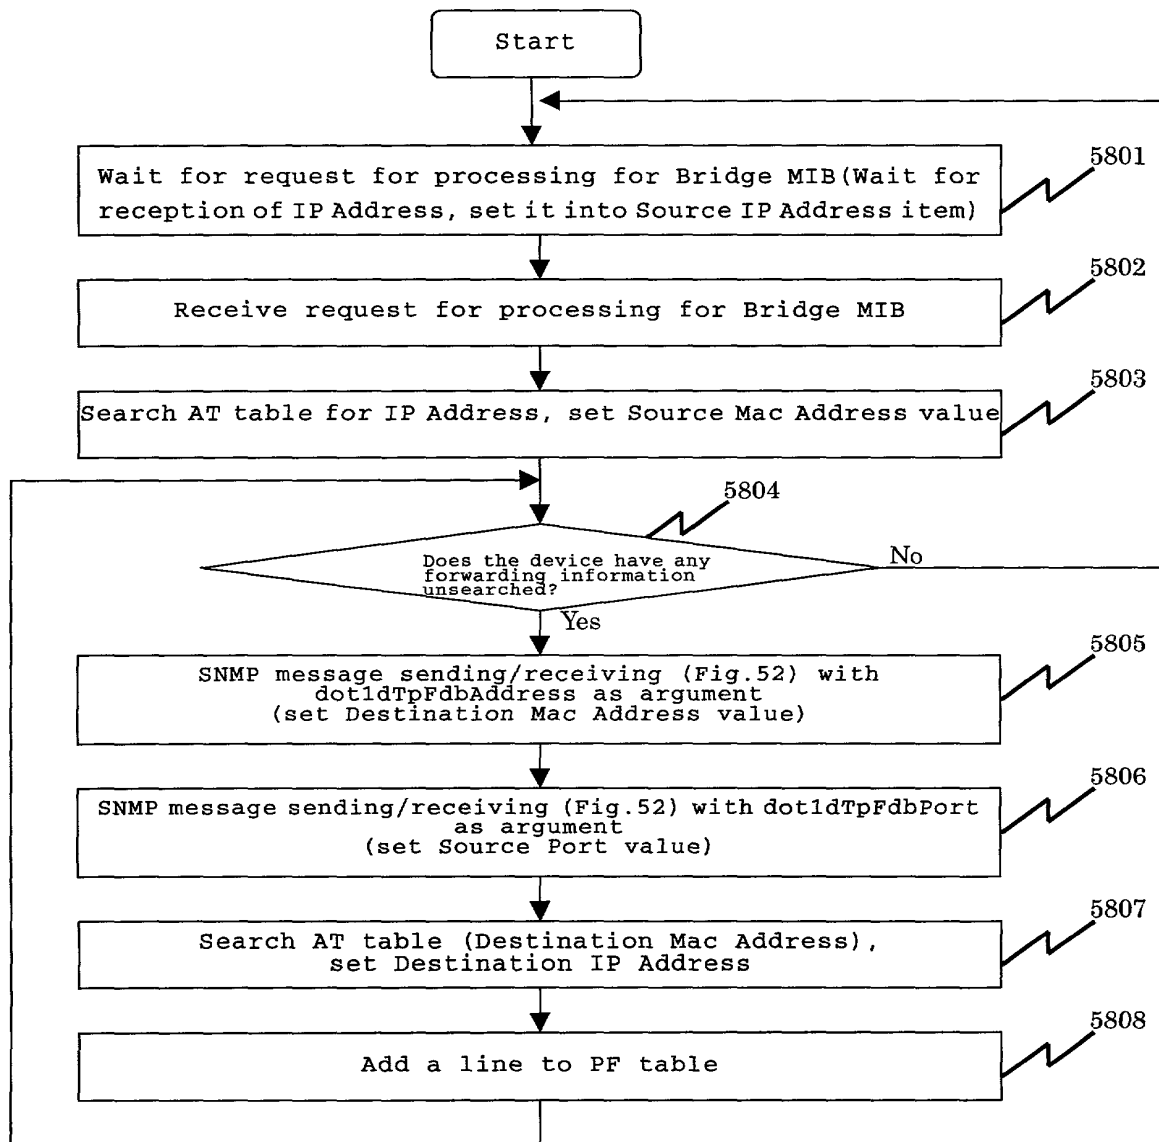 Start
5801
Wait for request for processing for Bridge MIB(Wait for
reception of IP Address, set it into Source IP Address item)
5802
Receive request for processing for Bridge MIB
5803
Search AT table for IP Address, set Source Mac Address value
5804
Does the device have any
forwarding information
unsearched?
No
Yes
5805
SNMP message sending/receiving (Fig.52) with
dot1dTpFdbAddress as argument
(set Destination Mac Address value)
5806
SNMP message sending/receiving (Fig.52) with dot1dTpFdbPort
as argument
(set Source Port value)
5807
Search AT table (Destination Mac Address),
set Destination IP Address
5808
Add a line to PF table